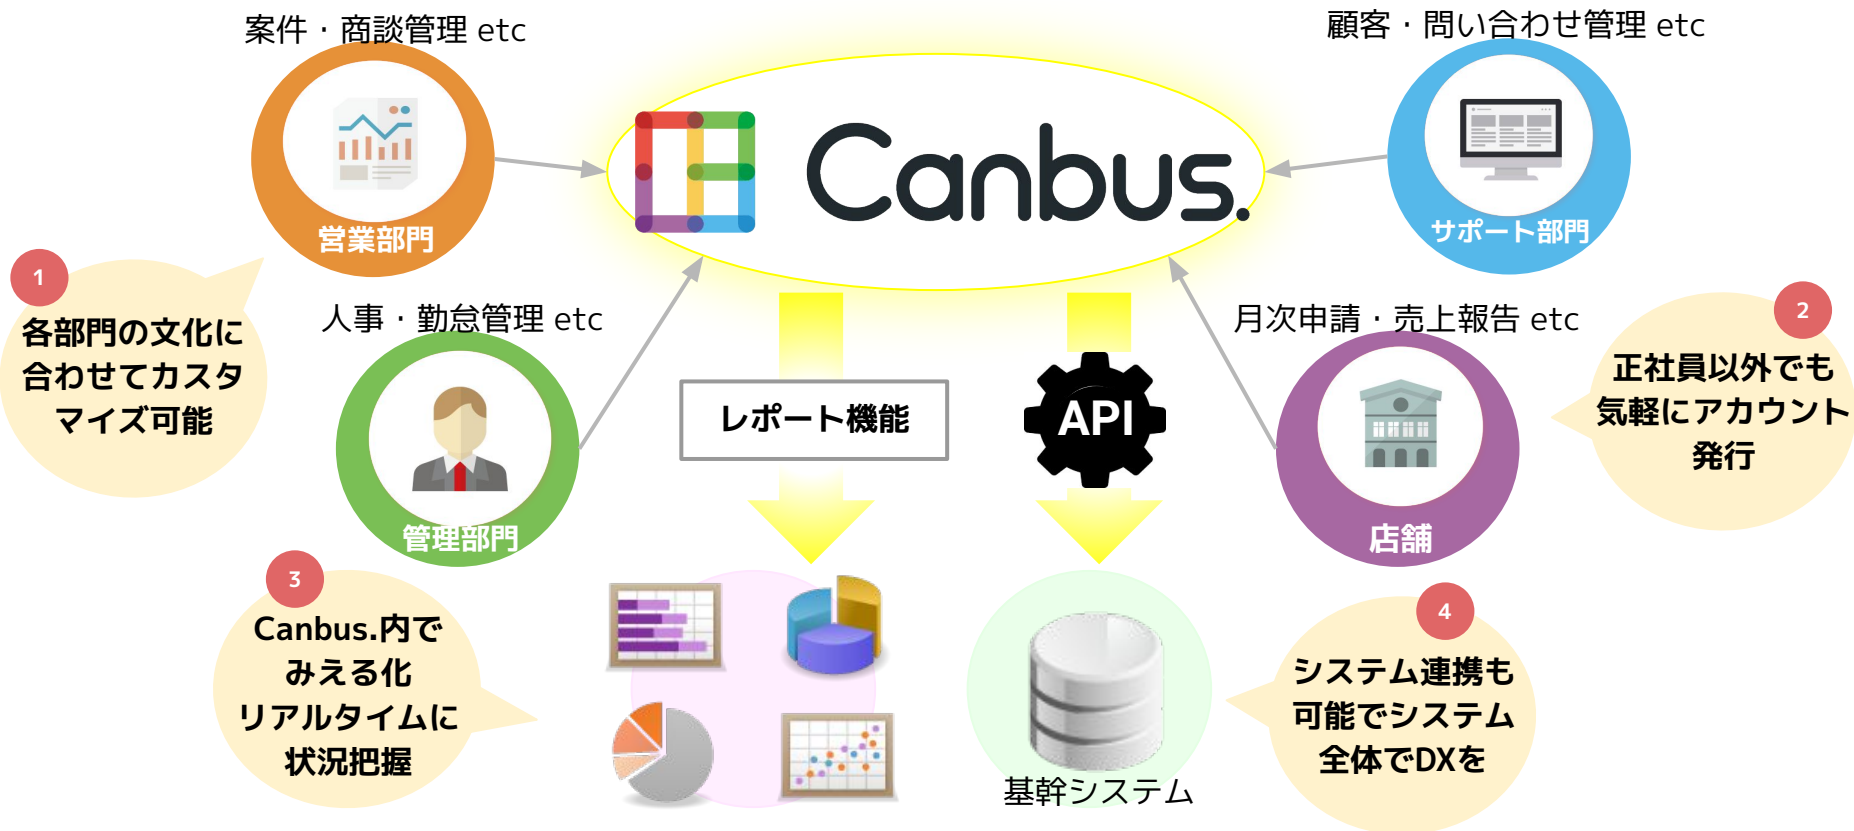 案件・商談管理 etc
顧客・問い合わせ管理 etc
Canbus.
営業部門
サポート部門
1
各部門の文化に
合わせてカスタ
マイズ可能
人事・勤怠管理 etc
管理部門
レポート機能
API
月次申請・売上報告 etc
店舗
2
正社員以外でも
気軽にアカウント
発行
3
Canbus.内で
みえる化
リアルタイムに
状況把握
基幹システム
4
システム連携も
可能でシステム
全体でDXを